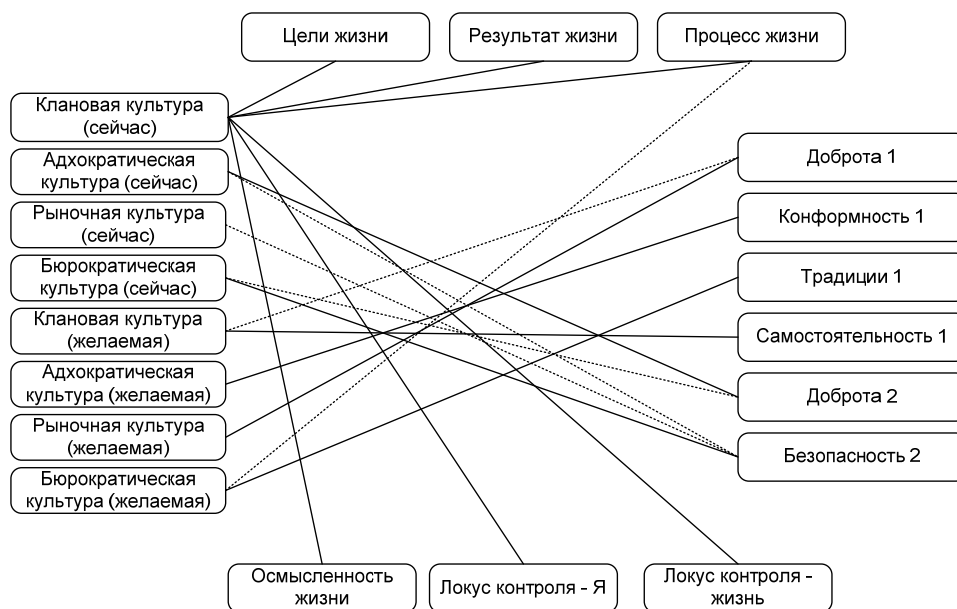 Цели жизни
Результат жизни
Процесс жизни
Клановая культура
(сейчас)
Адхократическая
культура (сейчас)
Рыночная культура
(сейчас)
Бюрократическая
культура (сейчас)
Клановая культура
(желаемая)
Адхократическая
культура (желаемая)
Рыночная культура
(желаемая)
Бюрократическая
культура (желаемая)
Доброта 1
Конформность 1
Традиции 1
Самостоятельность 1
Доброта 2
Безопасность 2
Осмысленность
жизни
Локус контроля - Я
Локус контроля -
жизнь